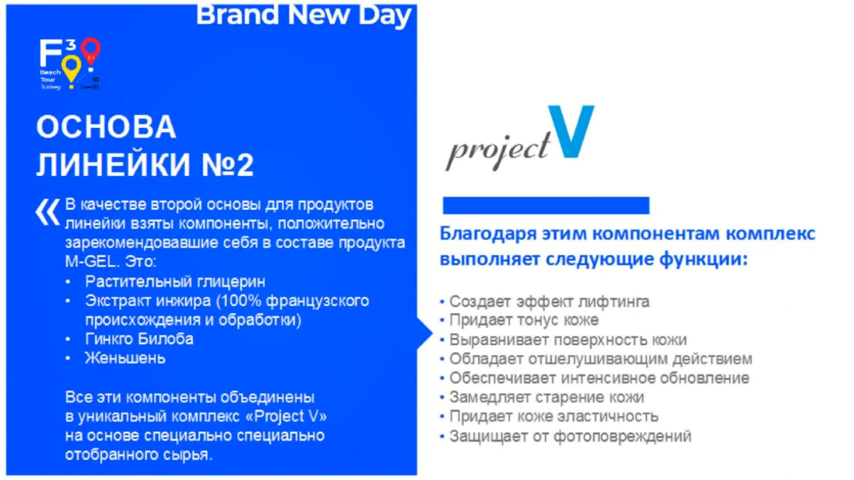 Brand New Day
F3
Beach
Tour
Turkey
ОСНОВА
ЛИНЕЙКИ №2
« В качестве второй основы для продуктов
линейки взяты компоненты, положительно
зарекомендовавшие себя в составе продукта
M-GEL. Это:
• Растительный глицерин
• Экстракт инжира (100% французского
происхождения и обработки)
• Гинкго Билоба
• Женьшень
Все эти компоненты объединены
в уникальный комплекс «Project V»
на основе специально специально
отобранного сырья.
project V
Благодаря этим компонентам комплекс
выполняет следующие функции:
• Создает эффект лифтинга
• Придает тонус коже
• Выравнивает поверхность кожи
• Обладает отшелушивающим действием
• Обеспечивает интенсивное обновление
• Замедляет старение кожи
• Придает коже эластичность
• Защищает от фотоповреждений